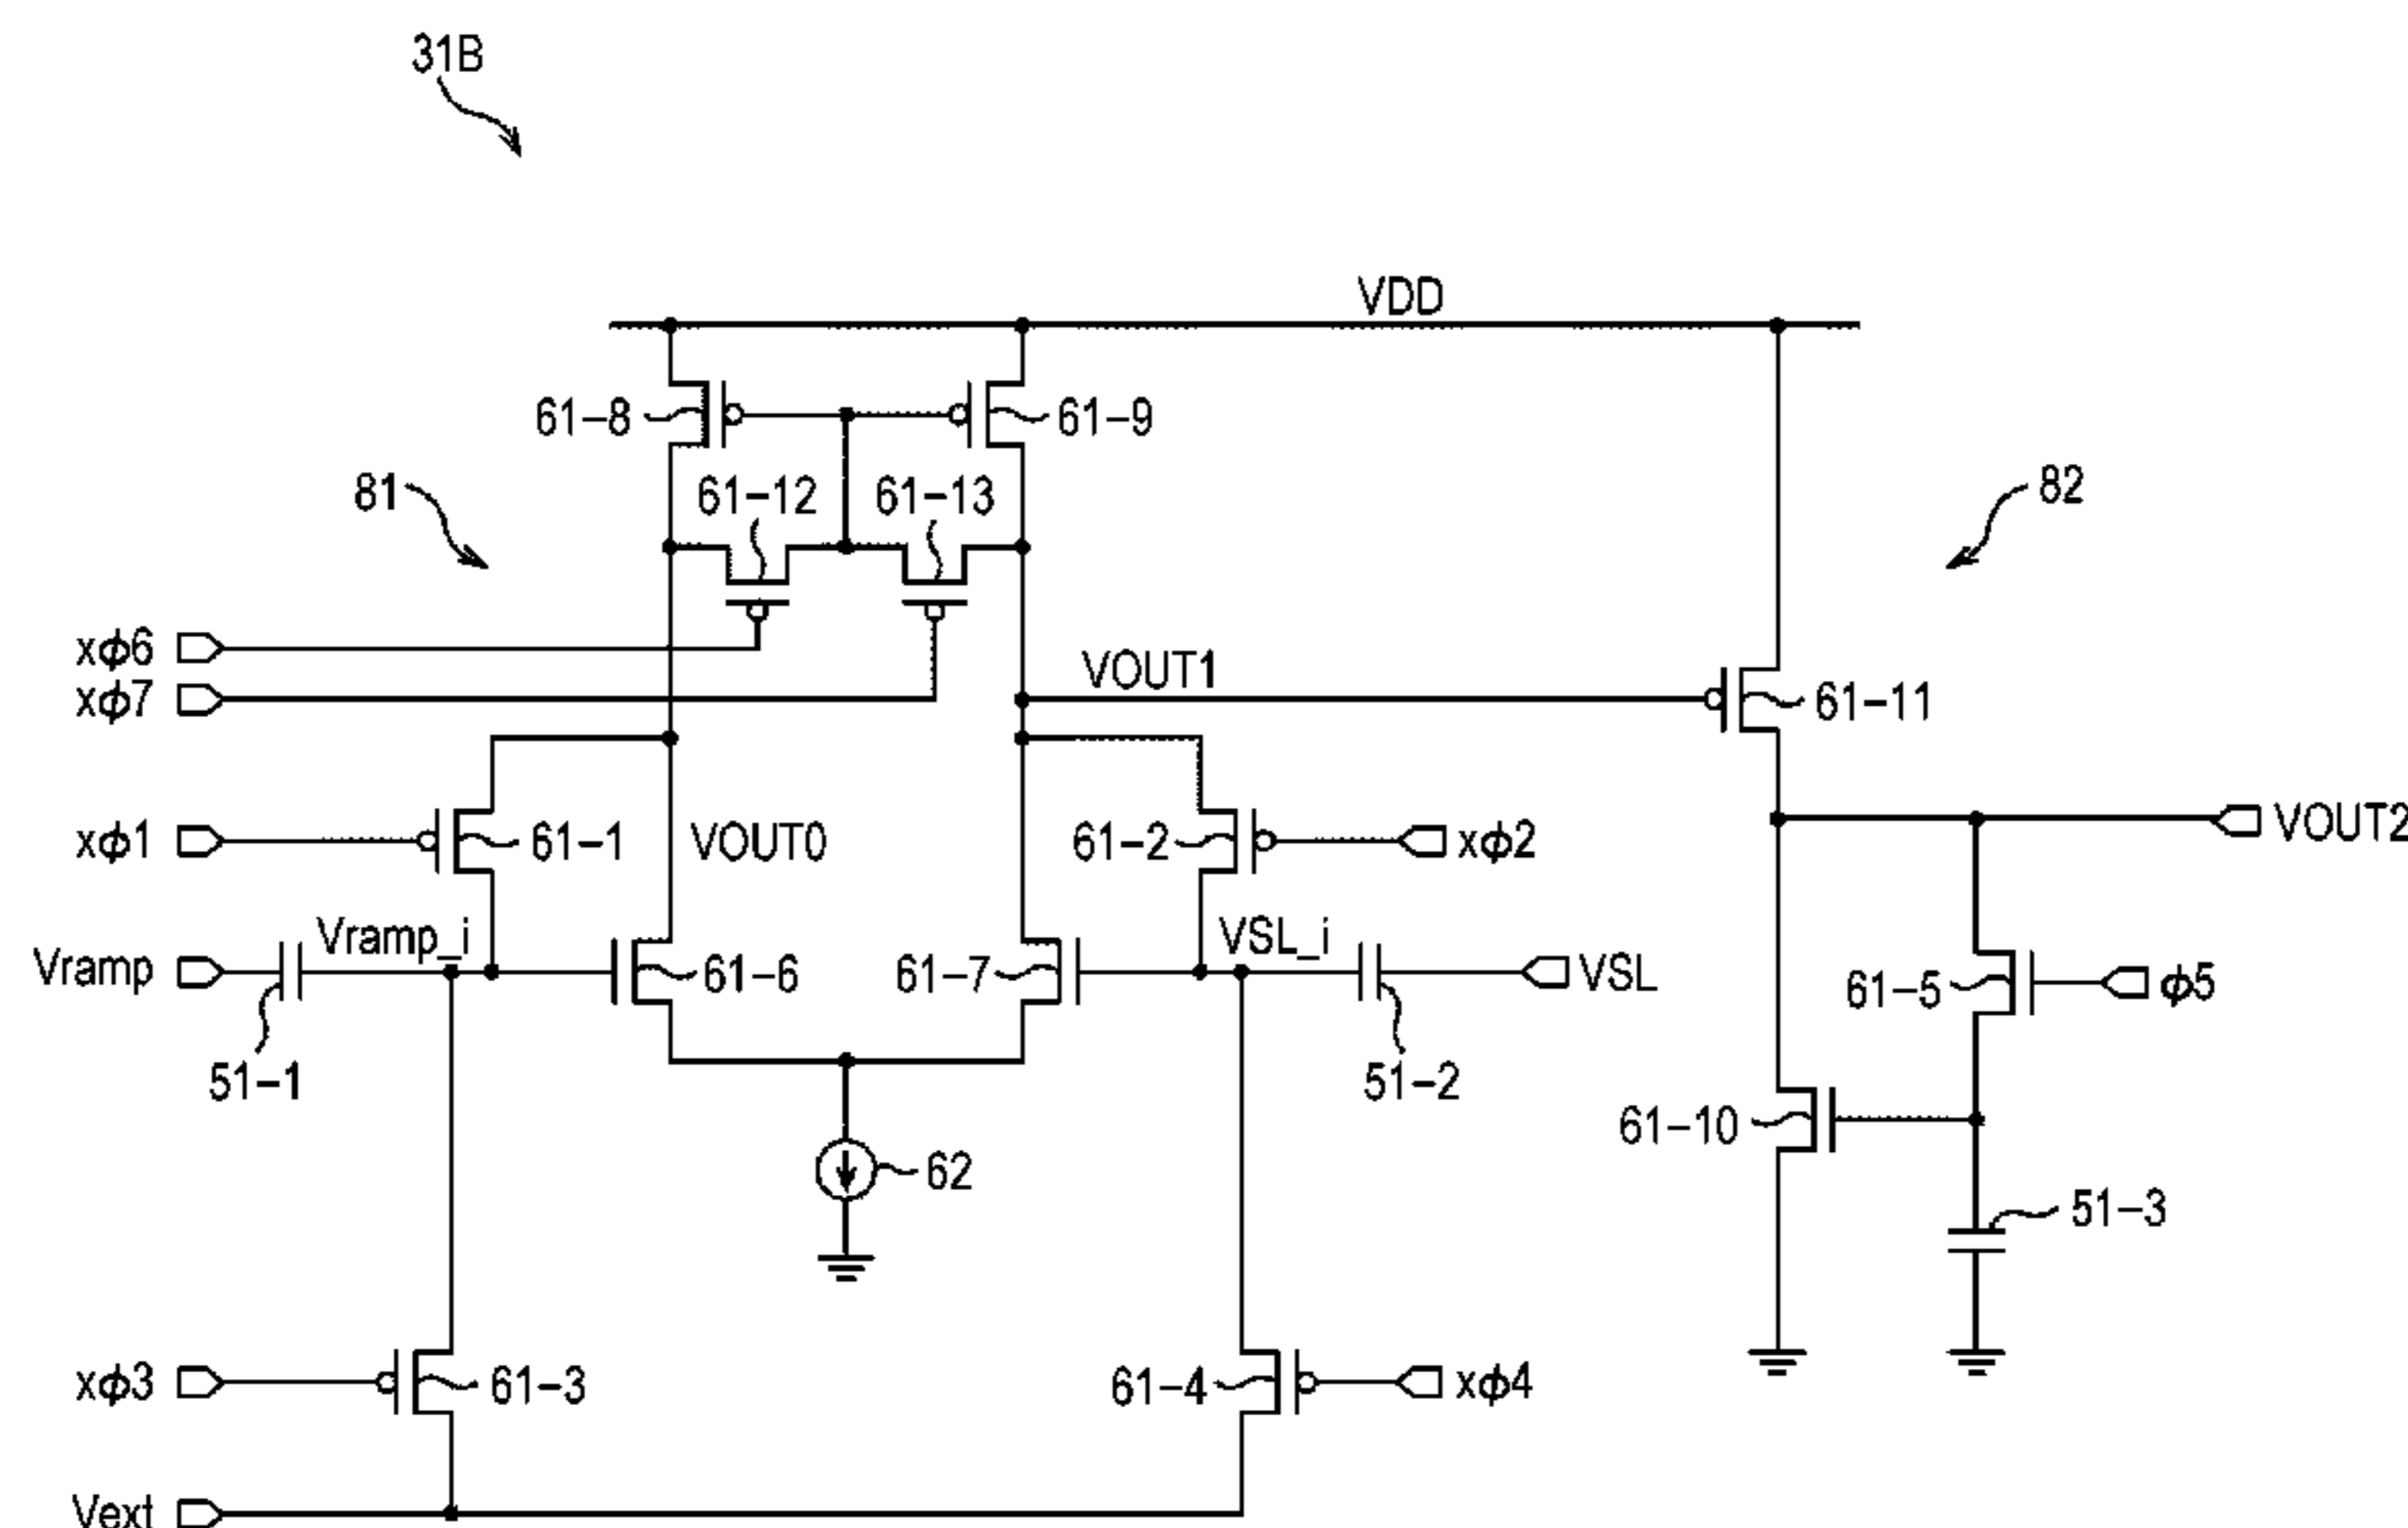 31B
VDD
61-8
61-9
81
61-12
61-13
82
xϕ6
xϕ7
VOUT1
61-11
xϕ1
61-1
VOUT0
61-2
xϕ2
VOUT2
Vramp
Vramp_i
61-6
61-7
VSL_i
VSL
61-5
ϕ5
51-1
51-2
61-10
62
51-3
xϕ3
61-3
61-4
xϕ4
Vext